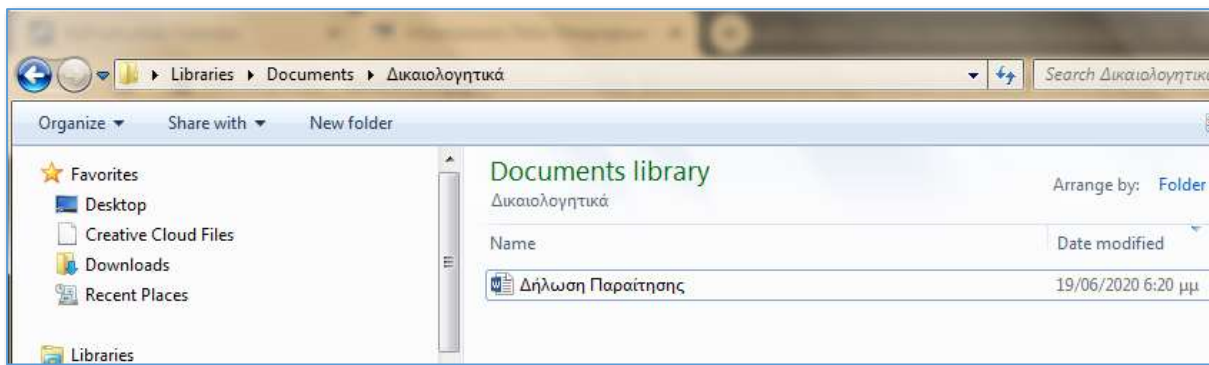 Libraries ▸ Documents ▸ Δικαιολογητικά
Search Δικαιολογητικ
Organize Share with New folder
Favorites
Desktop
Creative Cloud Files
Downloads
Recent Places
Libraries
Documents library
Δικαιολογητικά
Arrange by: Folder
Name Date modified
Δήλωση Παραίτησης 19/06/2020 6:20 μμ